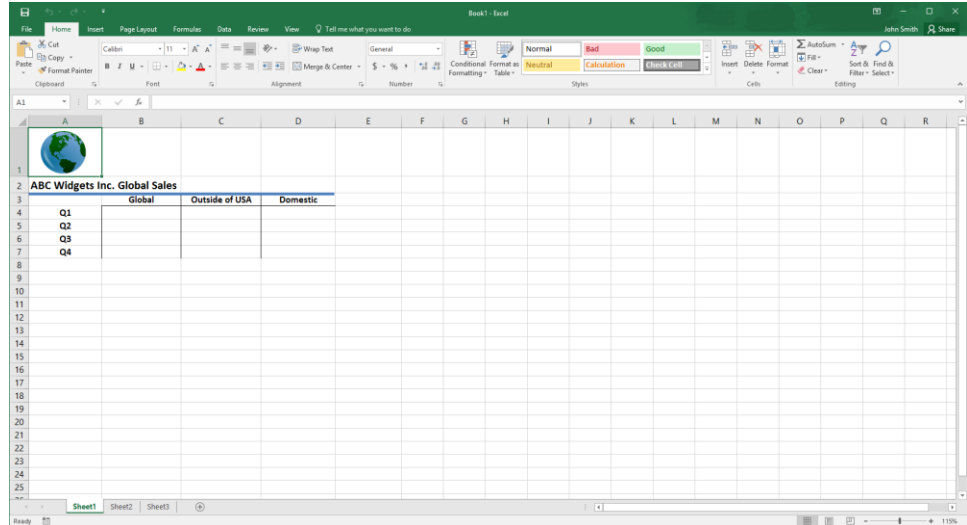 Book1 - Excel
File Home Insert Page Layout Formulas Data Review View Tell me what you want to do John Smith Share
Cut Calibri 11 A A Wrap Text General Normal Bad Good AutoSum
Paste Copy Fill
Format Painter B I U A Merge & Center $ % Conditional Formatting Format as Table Neutral Calculation Check Cell Insert Delete Format Clear Sort & Filter Find & Select
Clipboard Font Alignment Number Styles Cells Editing
A1 fx
A B C D E F G H I J K L M N O P Q R
1
2 ABC Widgets Inc. Global Sales
3 Global Outside of USA Domestic
4 Q1
5 Q2
6 Q3
7 Q4
8
9
10
11
12
13
14
15
16
17
18
19
20
21
22
23
24
25
Sheet1 Sheet2 Sheet3
Ready 115%